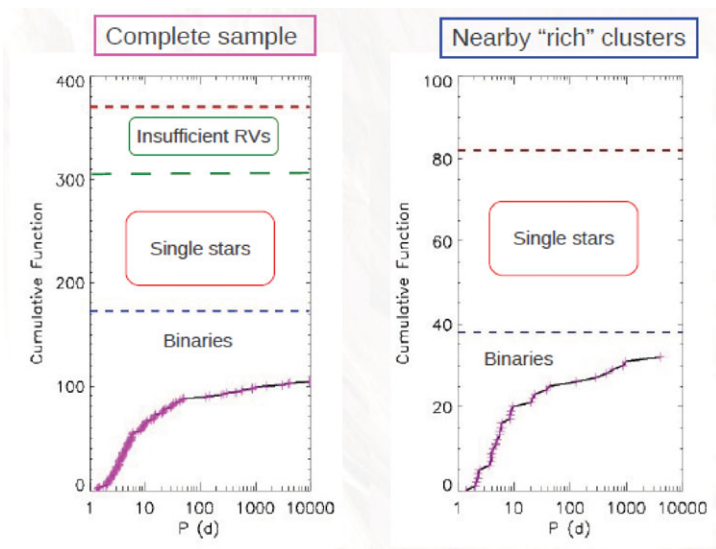 Complete sample
Nearby “rich” clusters
400
300
200
100
0
Cumulative Function
Insufficient RVs
Single stars
Binaries
1
10
100
1000
10000
P (d)
100
80
60
40
20
0
Cumulative Function
Single stars
Binaries
1
10
100
1000
10000
P (d)